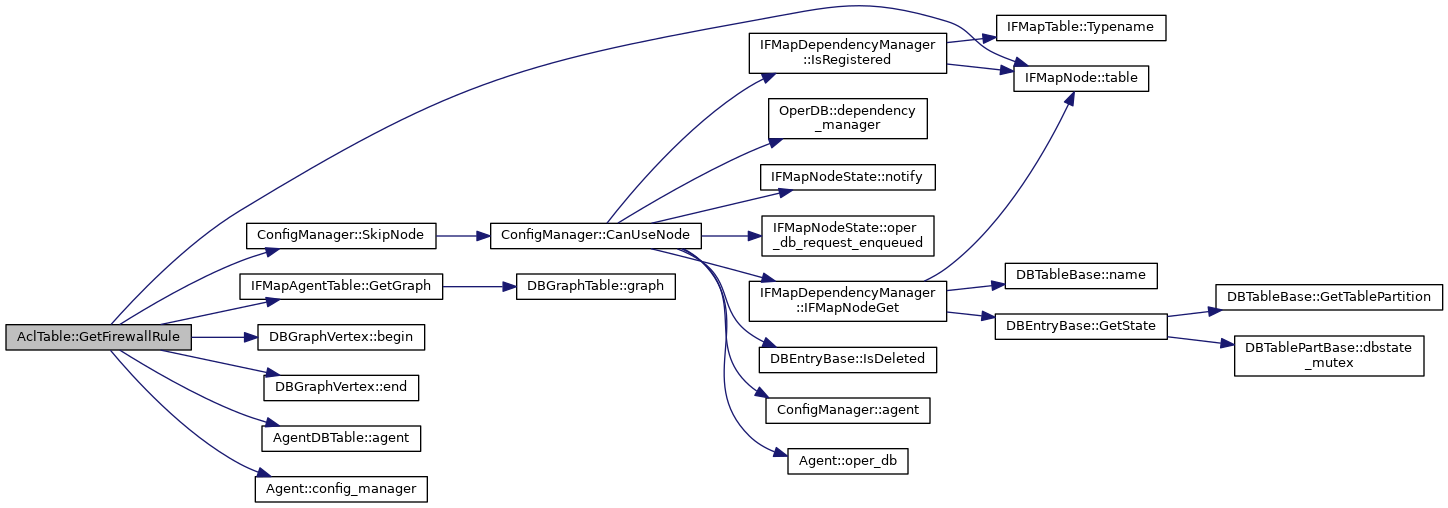 AclTable::GetFirewallRule
ConfigManager::SkipNode
IFMapAgentTable::GetGraph
DBGraphVertex::begin
DBGraphVertex::end
AgentDBTable::agent
Agent::config_manager
ConfigManager::CanUseNode
DBGraphTable::graph
IFMapDependencyManager
::IsRegistered
OperDB::dependency
_manager
IFMapNodeState::notify
IFMapNodeState::oper
_db_request_enqueued
IFMapDependencyManager
::IFMapNodeGet
DBEntryBase::IsDeleted
ConfigManager::agent
Agent::oper_db
IFMapTable::Typename
IFMapNode::table
DBTableBase::name
DBEntryBase::GetState
DBTableBase::GetTablePartition
DBTablePartBase::dbstate
_mutex